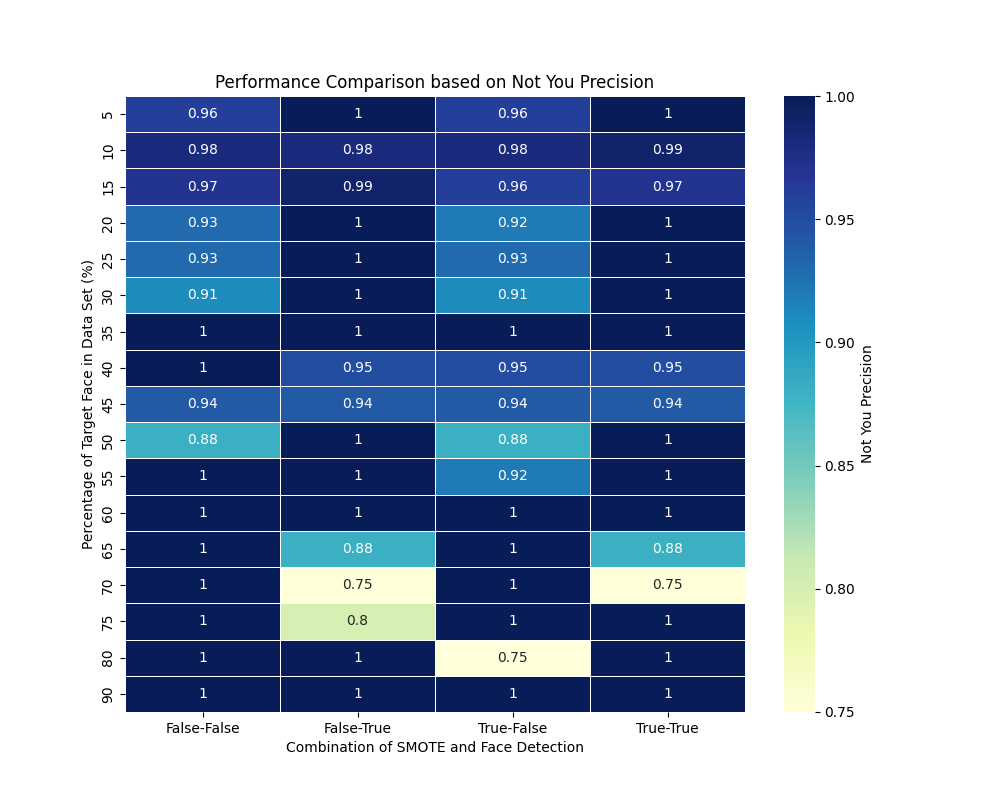 Performance Comparison based on Not You Precision
5 0.96 1 0.96 1
10 0.98 0.98 0.98 0.99
15 0.97 0.99 0.96 0.97
20 0.93 1 0.92 1
25 0.93 1 0.93 1
30 0.91 1 0.91 1
35 1 1 1 1
40 1 0.95 0.95 0.95
45 0.94 0.94 0.94 0.94
50 0.88 1 0.88 1
55 1 1 0.92 1
60 1 1 1 1
65 1 0.88 1 0.88
70 1 0.75 1 0.75
75 1 0.8 1 1
80 1 1 0.75 1
90 1 1 1 1
False-False False-True True-False True-True
Combination of SMOTE and Face Detection
Percentage of Target Face in Data Set (%)
1.00
0.95
0.90
0.85
0.80
0.75
Not You Precision